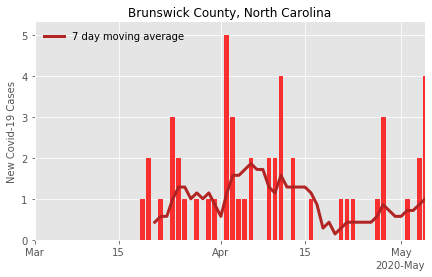 Brunswick County, North Carolina
7 day moving average
New Covid-19 Cases
5
4
3
2
1
0
Mar 15 Apr 15 May
2020-May